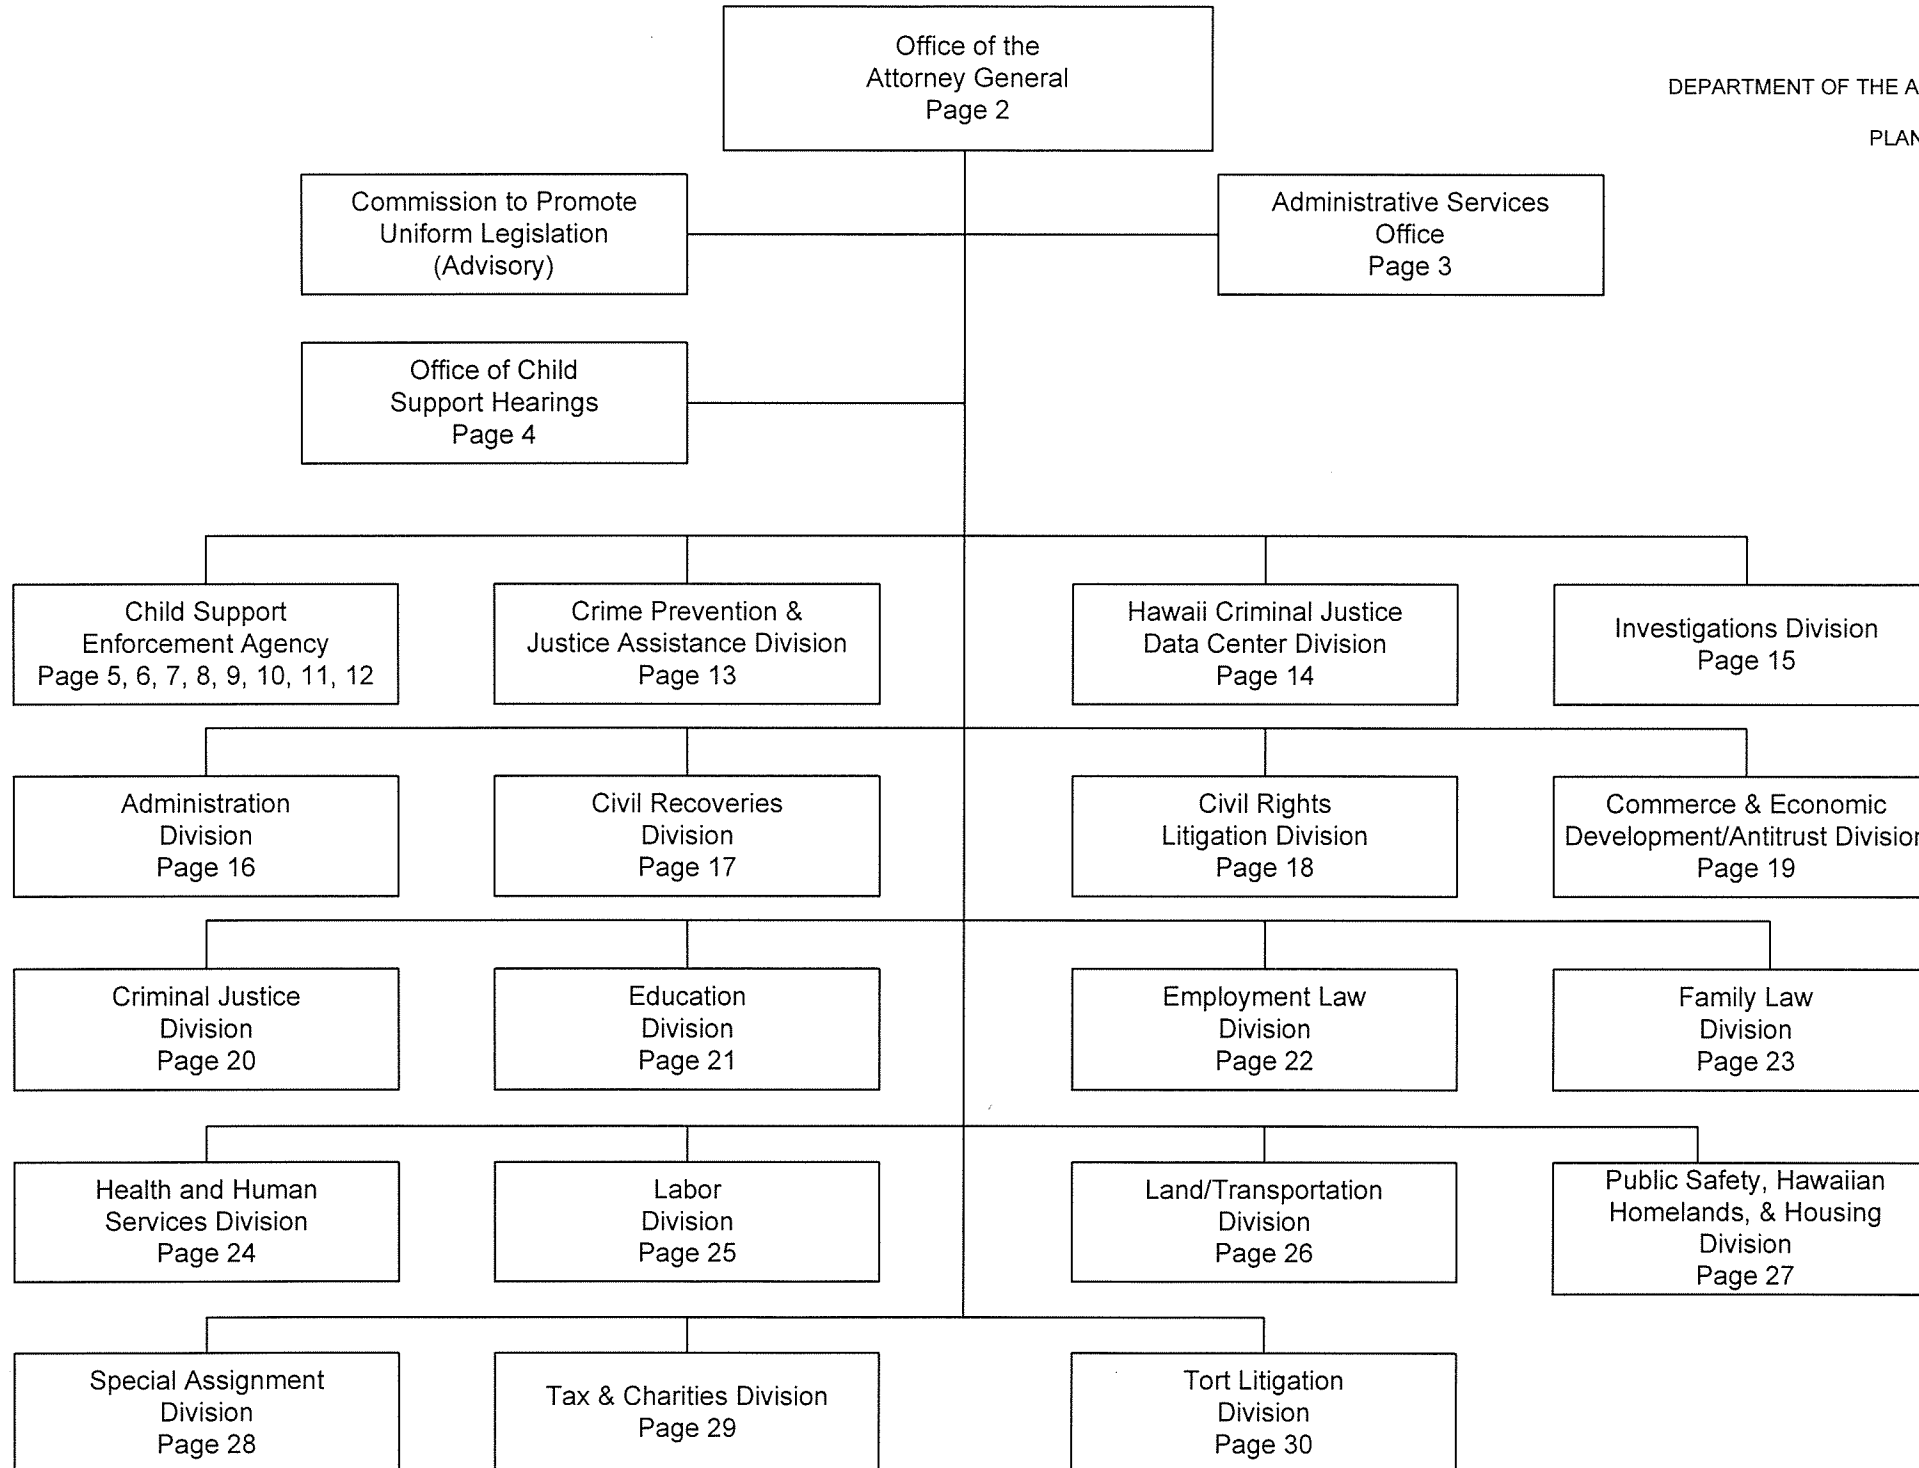 Office of the
Attorney General
Page 2
DEPARTMENT OF THE A
PLAN
Commission to Promote
Uniform Legislation
(Advisory)
Administrative Services
Office
Page 3
Office of Child
Support Hearings
Page 4
Child Support
Enforcement Agency
Page 5, 6, 7, 8, 9, 10, 11, 12
Crime Prevention &
Justice Assistance Division
Page 13
Hawaii Criminal Justice
Data Center Division
Page 14
Investigations Division
Page 15
Administration
Division
Page 16
Civil Recoveries
Division
Page 17
Civil Rights
Litigation Division
Page 18
Commerce & Economic
Development/Antitrust Division
Page 19
Criminal Justice
Division
Page 20
Education
Division
Page 21
Employment Law
Division
Page 22
Family Law
Division
Page 23
Health and Human
Services Division
Page 24
Labor
Division
Page 25
Land/Transportation
Division
Page 26
Public Safety, Hawaiian
Homelands, & Housing
Division
Page 27
Special Assignment
Division
Page 28
Tax & Charities Division
Page 29
Tort Litigation
Division
Page 30